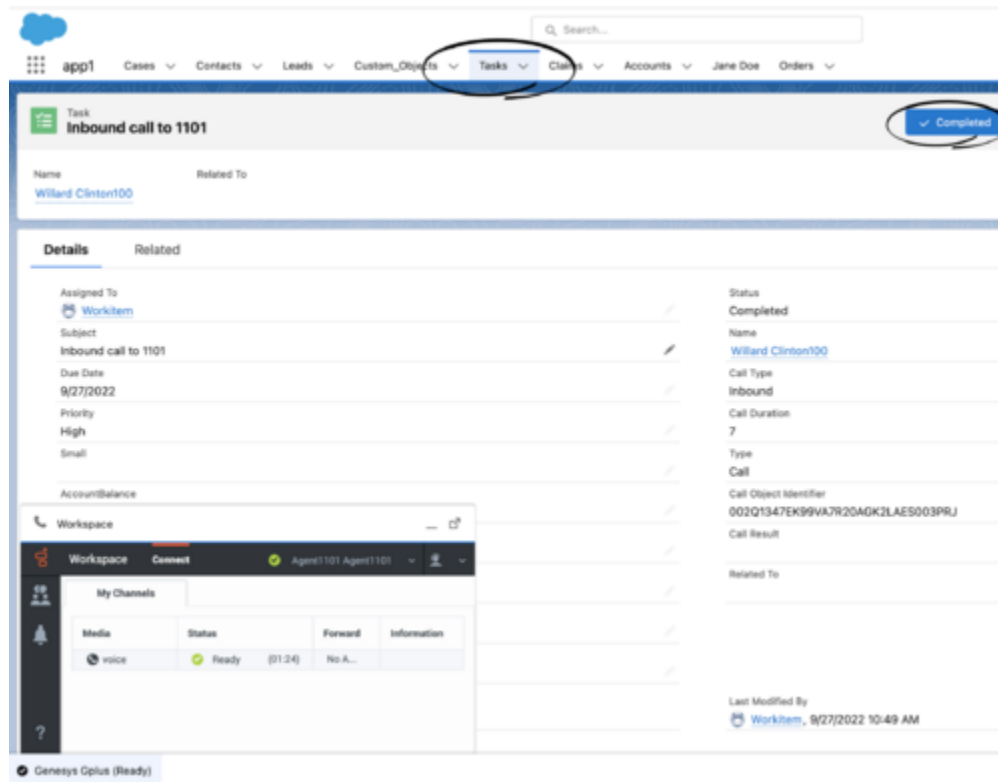 Search...
app1 Cases Contacts Leads Custom_Objects Tasks Claims Accounts Jane Doe Orders
Task
Inbound call to 1101
Completed
Name Related To
Willard Clinton100
Details Related
Assigned To
Workitem
Subject
Inbound call to 1101
Due Date
9/27/2022
Priority
High
Small
AccountBalance
Status
Completed
Name
Willard Clinton100
Call Type
Inbound
Call Duration
7
Type
Call
Call Object Identifier
002Q1347EK99VA7R20AGK2LAES003PRJ
Call Result
Related To
Last Modified By
Workitem, 9/27/2022 10:49 AM
Workspace
Workspace Connect Agent1101 Agent1101
My Channels
Media Status Forward Information
voice Ready (01:24) No A...
?
Genesys Gplus (Ready)